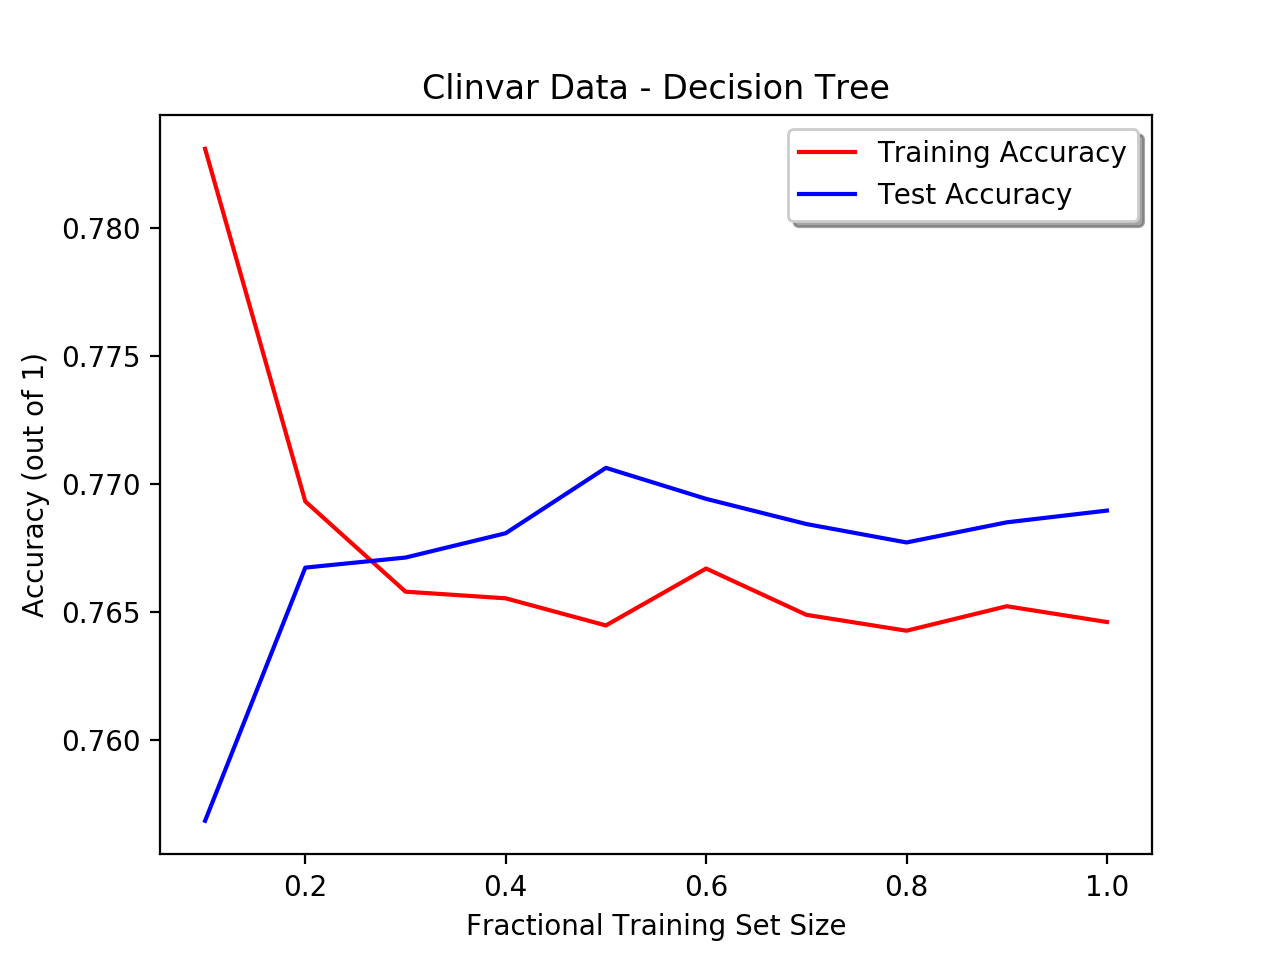 Clinvar Data - Decision Tree
Training Accuracy
Test Accuracy
0.780
0.775
0.770
0.765
0.760
Accuracy (out of 1)
0.2
0.4
0.6
0.8
1.0
Fractional Training Set Size